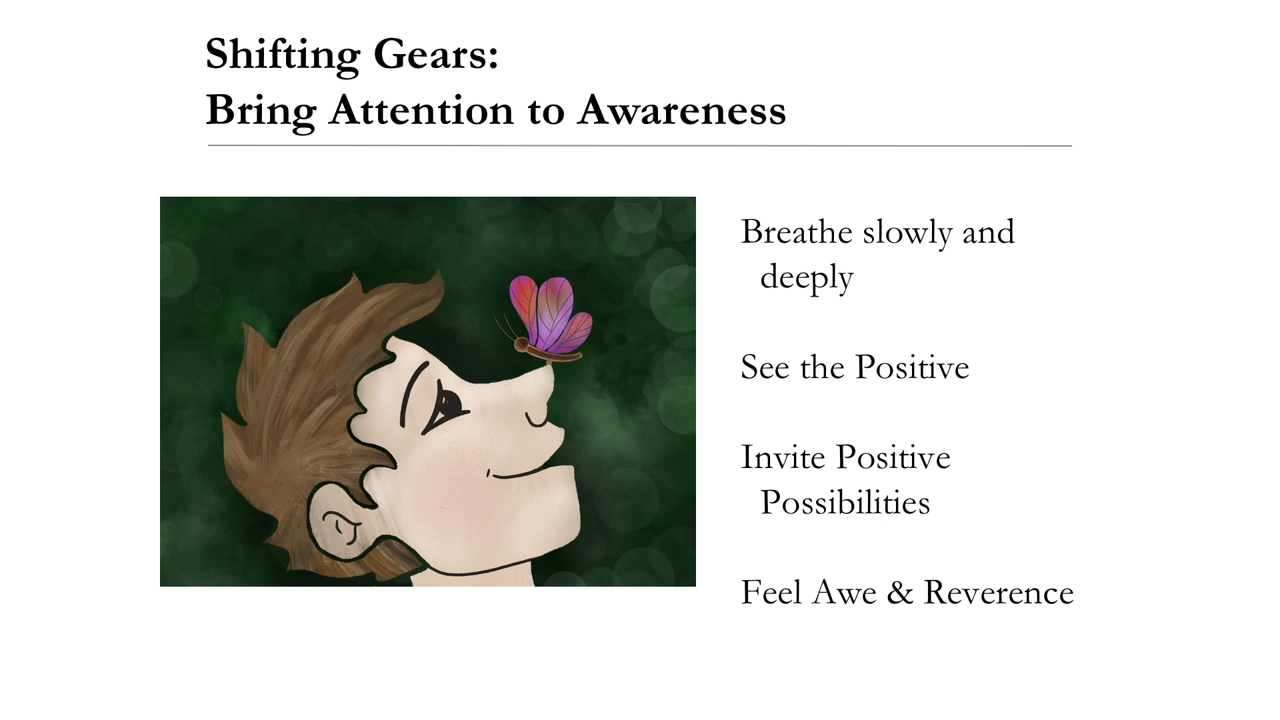 Shifting Gears:
Bring Attention to Awareness
Breathe slowly and
deeply
See the Positive
Invite Positive
Possibilities
Feel Awe & Reverence